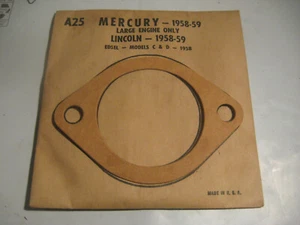 A25 MERCURY - 1958-59
LARGE ENGINE ONLY
LINCOLN - 1958-59
EDSEL - MODELS C & D - 1958
MADE IN U. S. A.